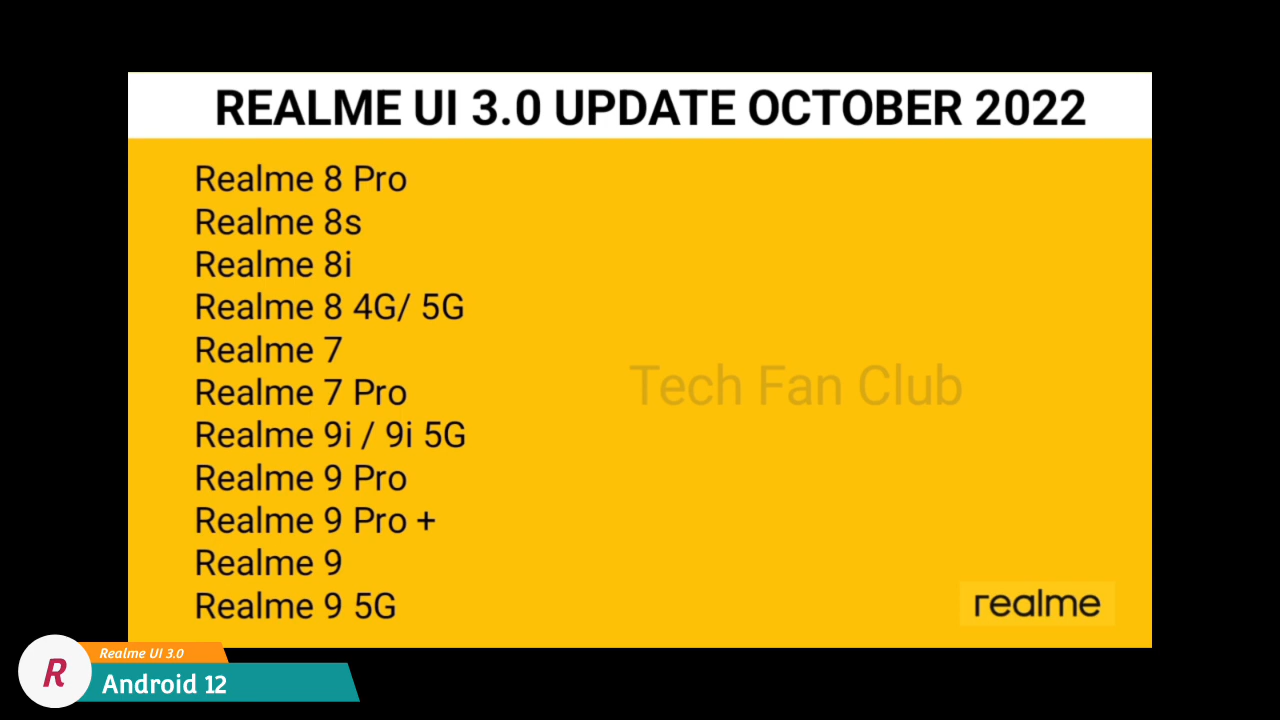 REALME UI 3.0 UPDATE OCTOBER 2022
Realme 8 Pro
Realme 8s
Realme 8i
Realme 8 4G/ 5G
Realme 7
Realme 7 Pro
Realme 9i / 9i 5G
Realme 9 Pro
Realme 9 Pro +
Realme 9
Realme 9 5G
Tech Fan Club
realme
R
Realme UI 3.0
Android 12